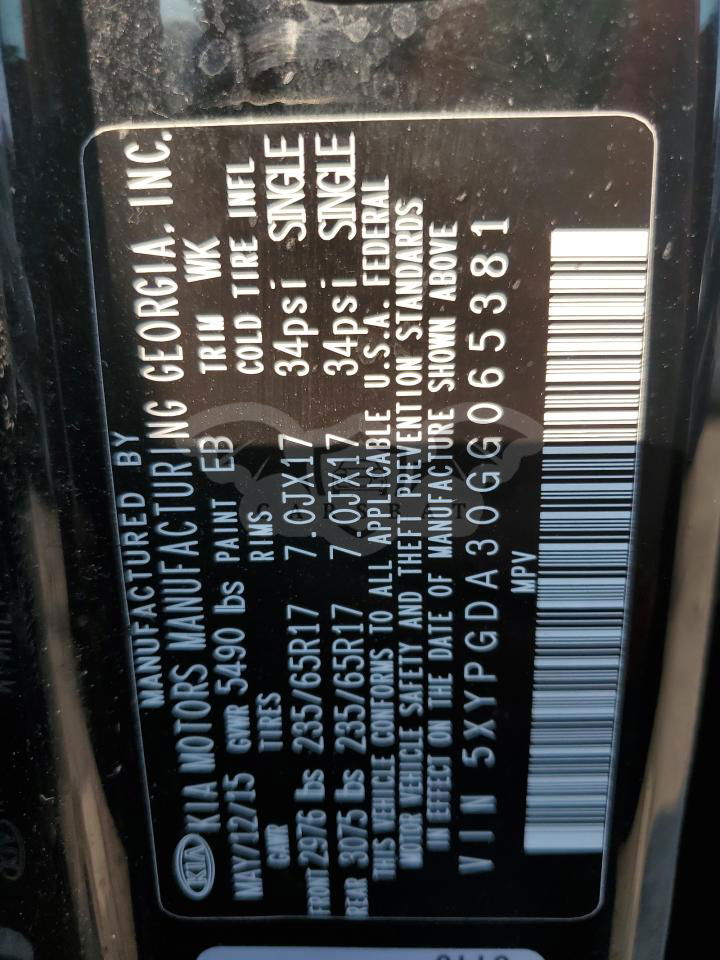 MANUFACTURED BY
KIA KIA MOTORS MANUFACTURING GEORGIA, INC.
MAY/12/15 GWR 5490 lbs PAINT EB TRIM WK
GAWR TIRES RIMS COLD TIRE INFL
FRONT 2976 lbs 235/65R17 7.0JX17 34psi SINGLE
REAR 3075 lbs 235/65R17 7.0JX17 34psi SINGLE
THIS VEHICLE CONFORMS TO ALL APPLICABLE U.S.A. FEDERAL
MOTOR VEHICLE SAFETY AND THEFT PREVENTION STANDARDS
IN EFFECT ON THE DATE OF MANUFACTURE SHOWN ABOVE
VIN 5XYPGDA30GG065381
MPV
CARSBAT